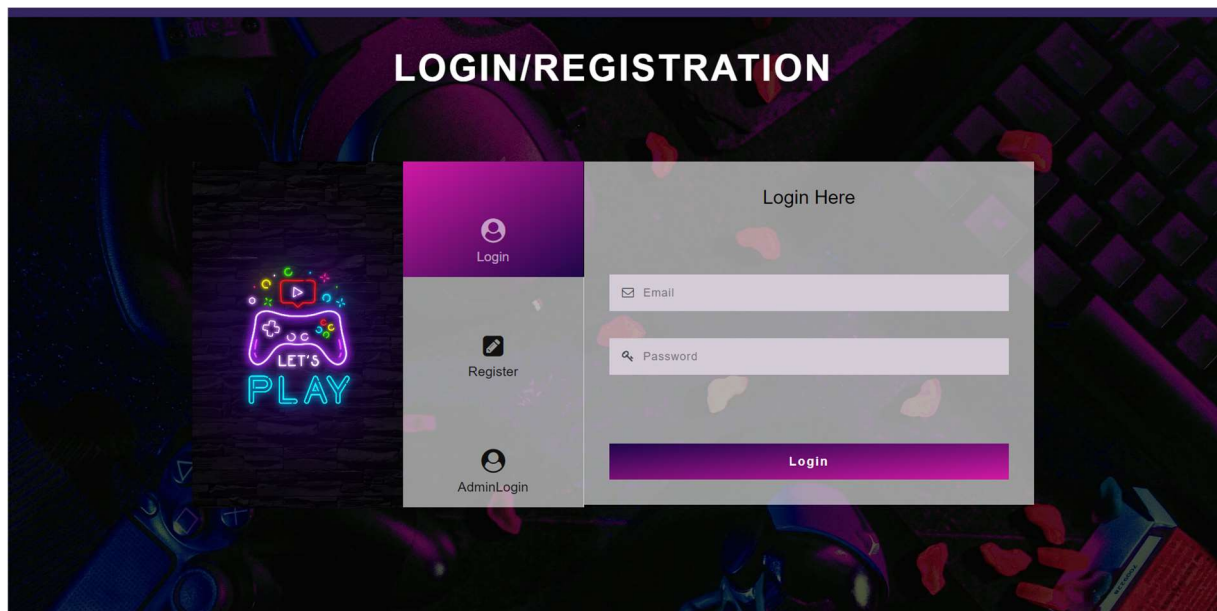 LOGIN/REGISTRATION
LET'S
PLAY
Login
Register
AdminLogin
Login Here
Email
Password
Login